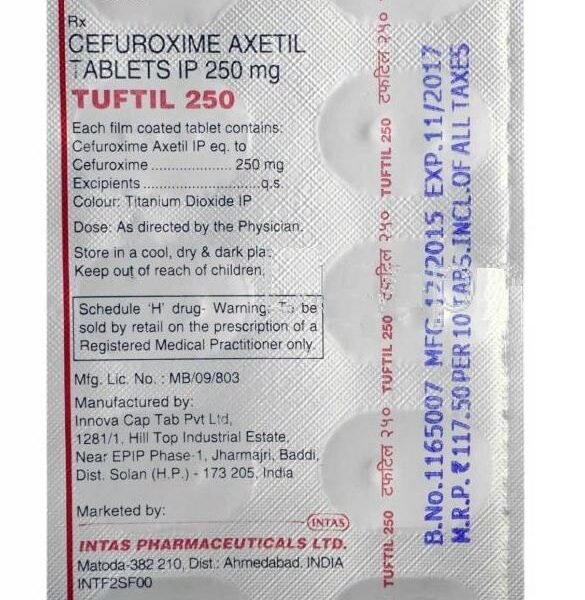 Rx
CEFUROXIME AXETIL
TABLETS IP 250 mg
TUFTIL 250
Each film coated tablet contains:
Cefuroxime Axetil IP eq. to
Cefuroxime .................... 250 mg
Excipients ............................ q.s.
Colour: Titanium Dioxide IP
Dose: As directed by the Physician.
Store in a cool, dry & dark
Keep out of reach of children.
Schedule 'H' drug- Warning: To be
sold by retail on the prescription of a
Registered Medical Practitioner only.
Mfg. Lic. No. : MB/09/803
Manufactured by:
Innova Cap Tab Pvt Ltd,
1281/1, Hill Top Industrial Estate,
Near EPIP Phase-1, Jharmajri, Baddi,
Dist. Solan (H.P.) - 173 205, India
Marketed by:
INTAS
INTAS PHARMACEUTICALS LTD.
Matoda-382 210, Dist.: Ahmedabad. INDIA
INTF2SF00
TUFTIL 250 टफटिल २५० TUFTIL 250 टफटिल २५० TUFTIL 250 टफटिल २५०
B.No.1165007 MFG.12/2015 EXP.11/2017
M.R.P. ₹117.50 PER 10 TABS.INCL.OF ALL TAXES